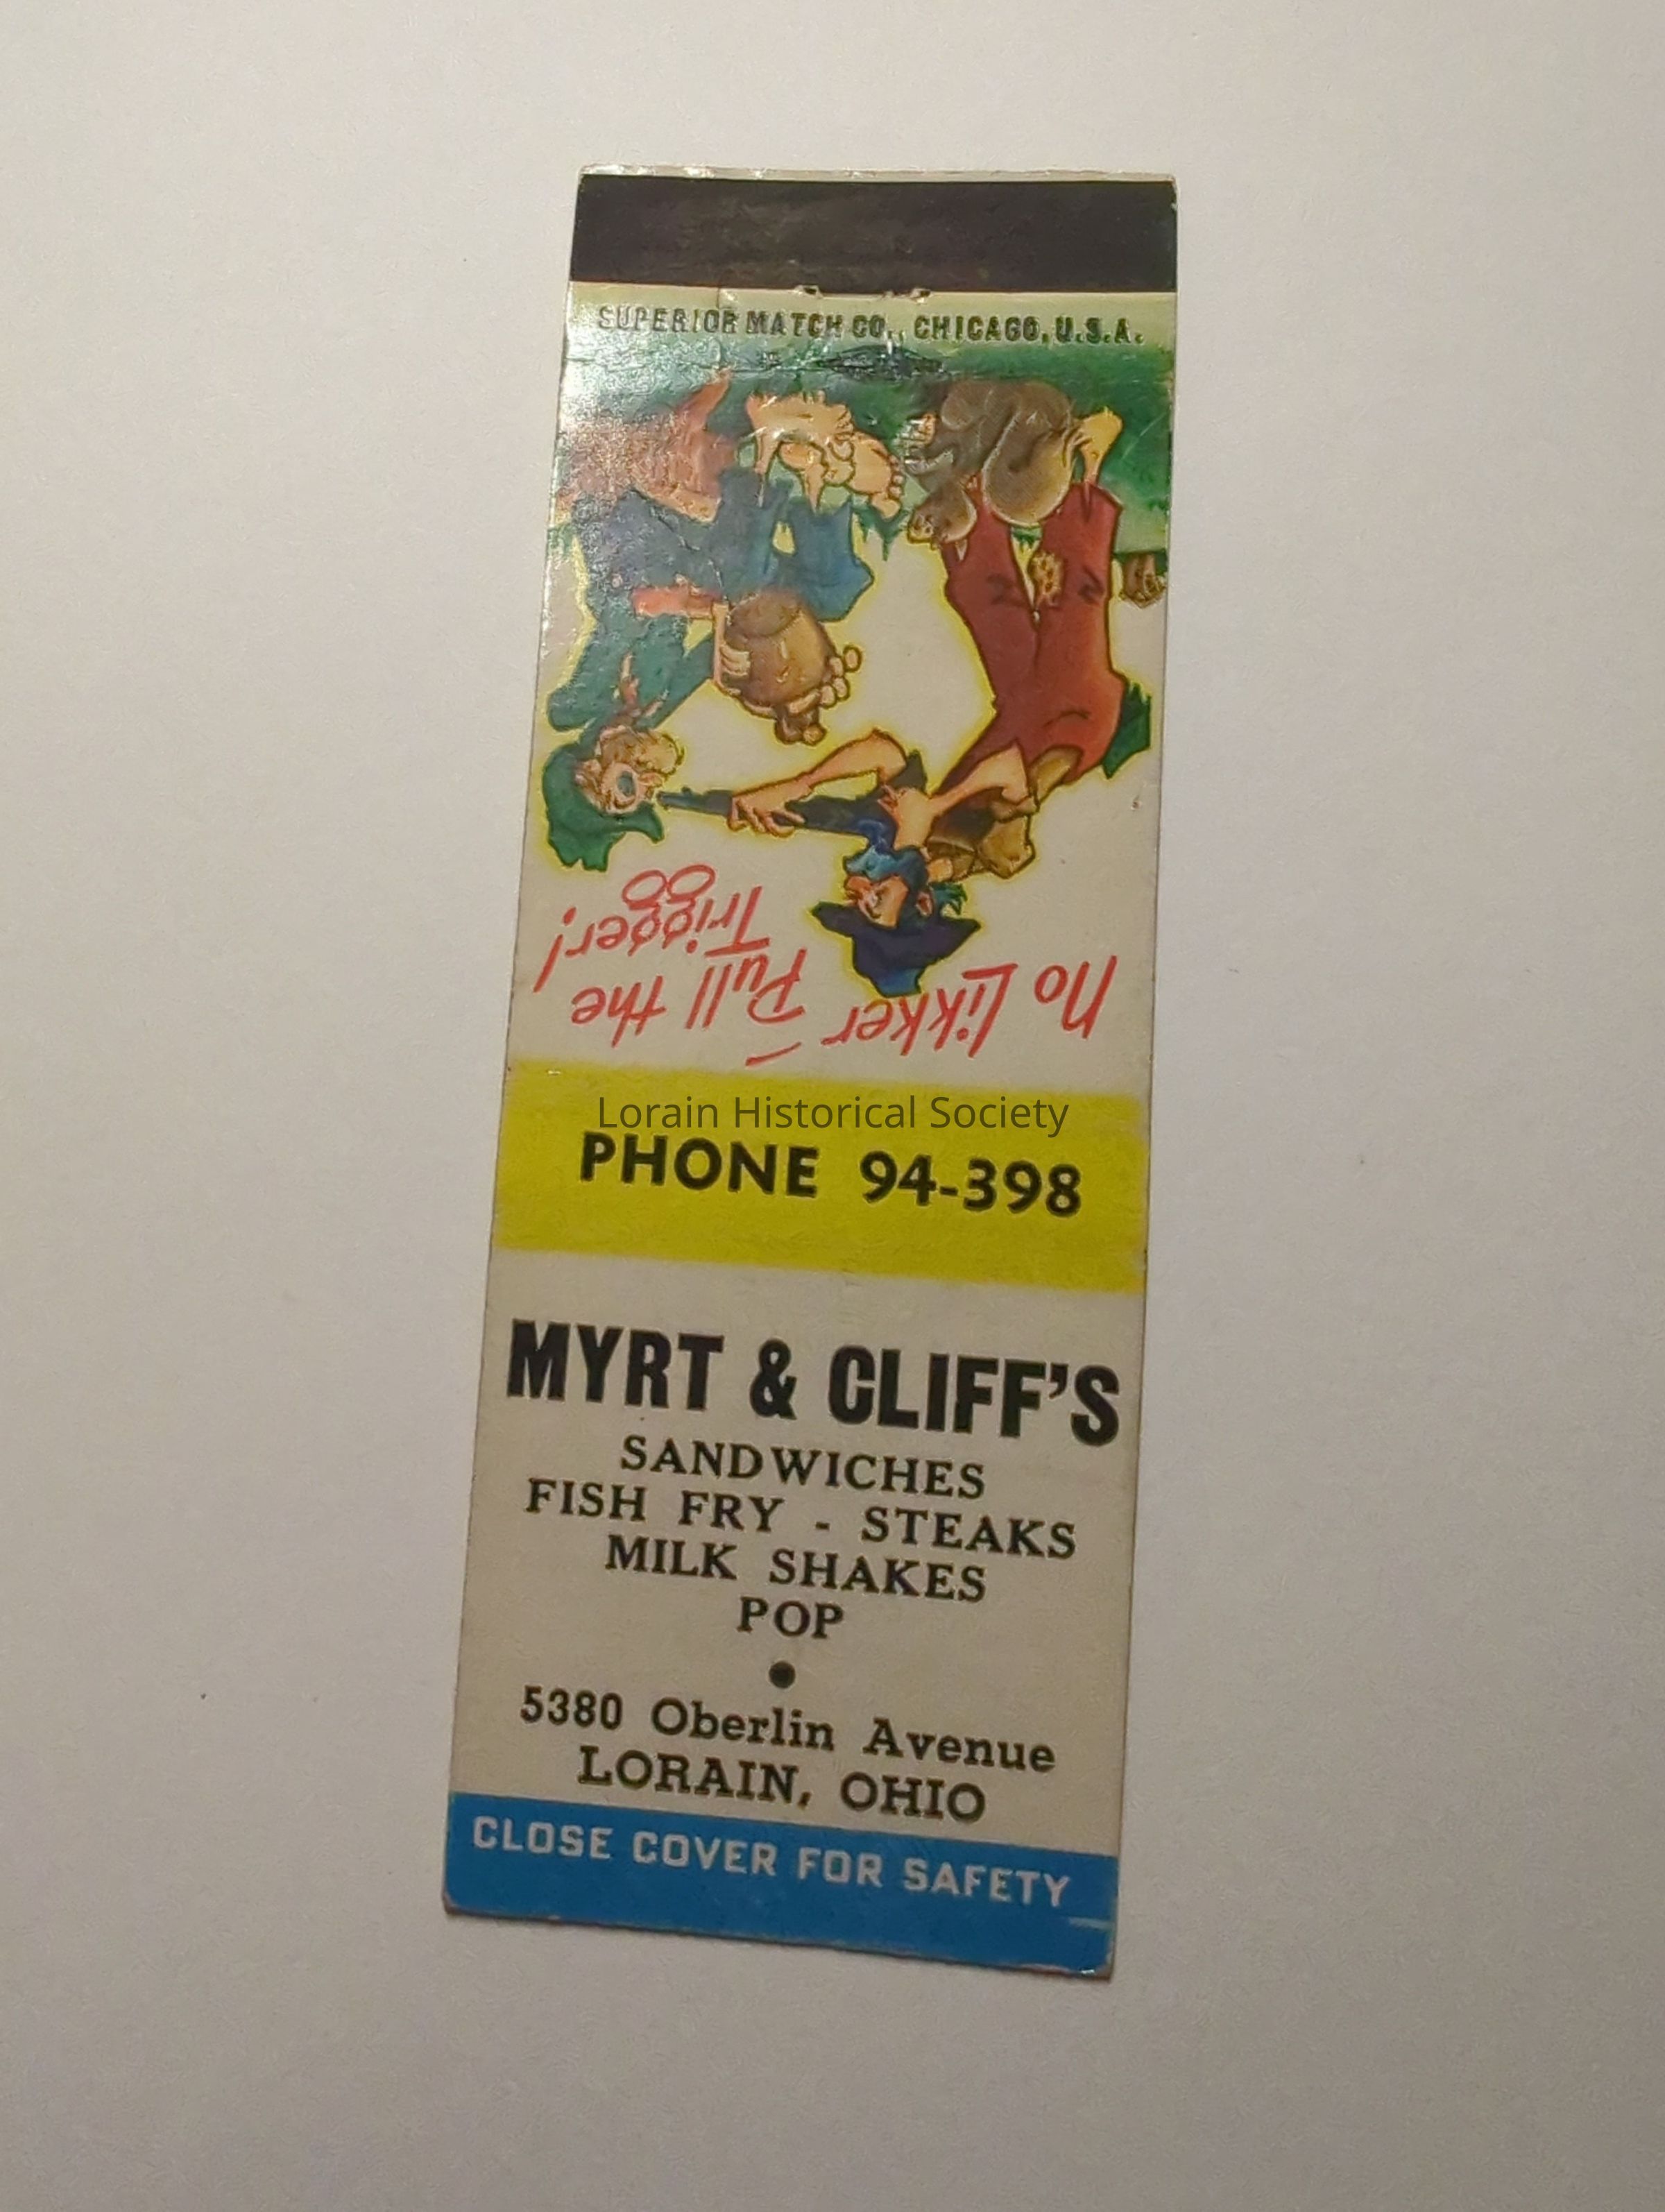 SUPERIOR MATCH CO., CHICAGO, U.S.A.
No Likker – Pull the
Trigger!
Lorain Historical Society
PHONE 94-398
MYRT & CLIFF'S
SANDWICHES
FISH FRY - STEAKS
MILK SHAKES
POP
5380 Oberlin Avenue
LORAIN, OHIO
CLOSE COVER FOR SAFETY